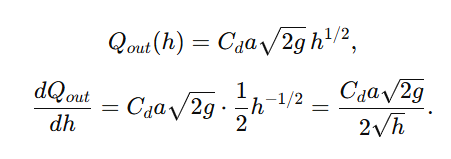 Q_{out}(h) = C_d a \sqrt{2g} h^{1/2},
\frac{dQ_{out}}{dh} = C_d a \sqrt{2g} \cdot \frac{1}{2} h^{-1/2} = \frac{C_d a \sqrt{2g}}{2\sqrt{h}}.